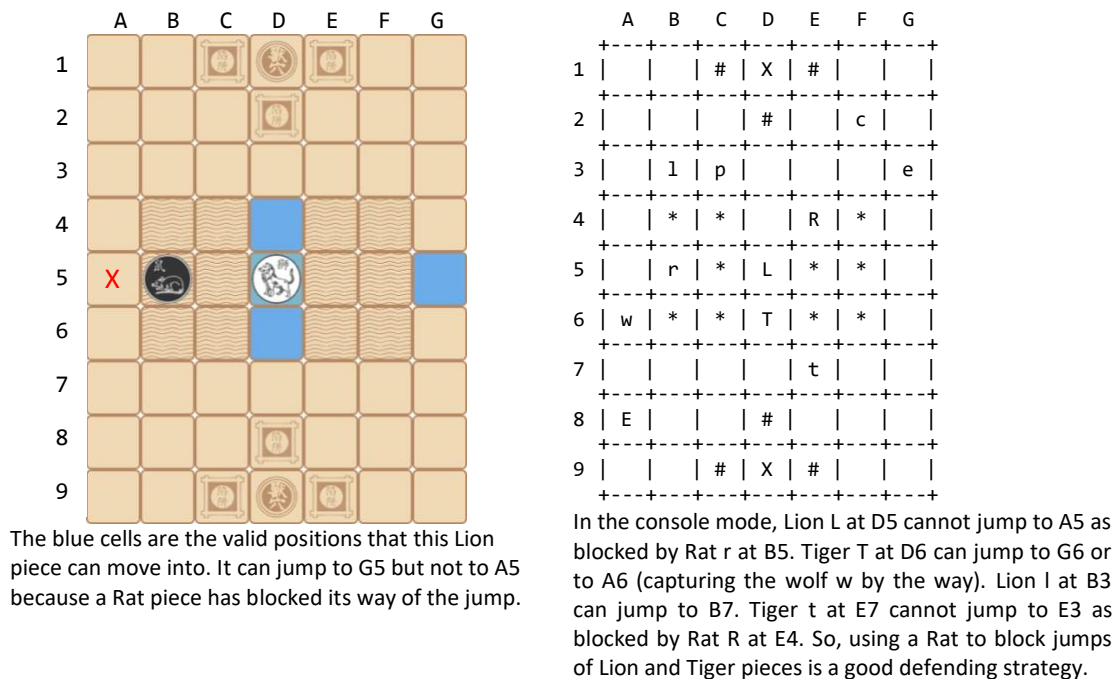 A B C D E F G
1
2
3
4
5 X 鼠 獅
6
7
8
9
The blue cells are the valid positions that this Lion
piece can move into. It can jump to G5 but not to A5
because a Rat piece has blocked its way of the jump.
    A   B   C   D   E   F   G
  +---+---+---+---+---+---+---+
1 |   |   | # | X | # |   |   |
  +---+---+---+---+---+---+---+
2 |   |   |   | # |   | c |   |
  +---+---+---+---+---+---+---+
3 |   | l | p |   |   |   | e |
  +---+---+---+---+---+---+---+
4 |   | * | * |   | R | * |   |
  +---+---+---+---+---+---+---+
5 |   | r | * | L | * | * |   |
  +---+---+---+---+---+---+---+
6 | w | * | * | T | * | * |   |
  +---+---+---+---+---+---+---+
7 |   |   |   |   | t |   |   |
  +---+---+---+---+---+---+---+
8 | E |   |   | # |   |   |   |
  +---+---+---+---+---+---+---+
9 |   |   | # | X | # |   |   |
  +---+---+---+---+---+---+---+
In the console mode, Lion L at D5 cannot jump to A5 as
blocked by Rat r at B5. Tiger T at D6 can jump to G6 or
to A6 (capturing the wolf w by the way). Lion l at B3
can jump to B7. Tiger t at E7 cannot jump to E3 as
blocked by Rat R at E4. So, using a Rat to block jumps
of Lion and Tiger pieces is a good defending strategy.